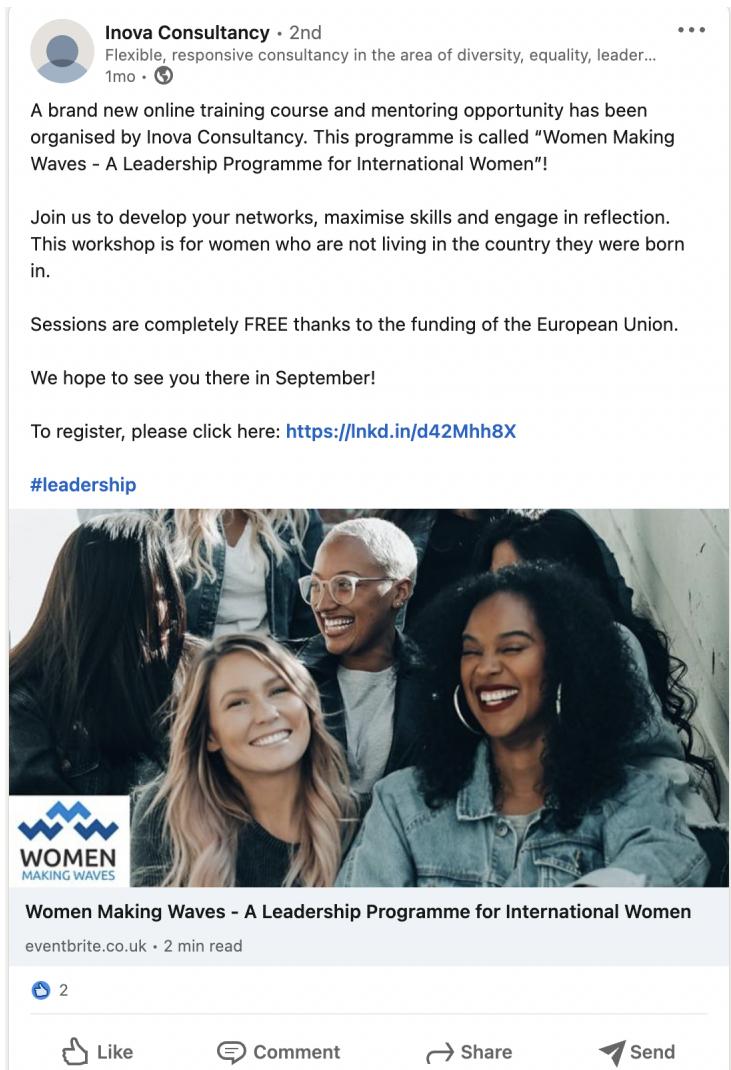 Inova Consultancy • 2nd
Flexible, responsive consultancy in the area of diversity, equality, leader...
1mo •
A brand new online training course and mentoring opportunity has been
organised by Inova Consultancy. This programme is called “Women Making
Waves - A Leadership Programme for International Women”!
Join us to develop your networks, maximise skills and engage in reflection.
This workshop is for women who are not living in the country they were born
in.
Sessions are completely FREE thanks to the funding of the European Union.
We hope to see you there in September!
To register, please click here: https://lnkd.in/d42Mhh8X
#leadership
WOMEN
MAKING WAVES
Women Making Waves - A Leadership Programme for International Women
eventbrite.co.uk • 2 min read
2
Like Comment Share Send